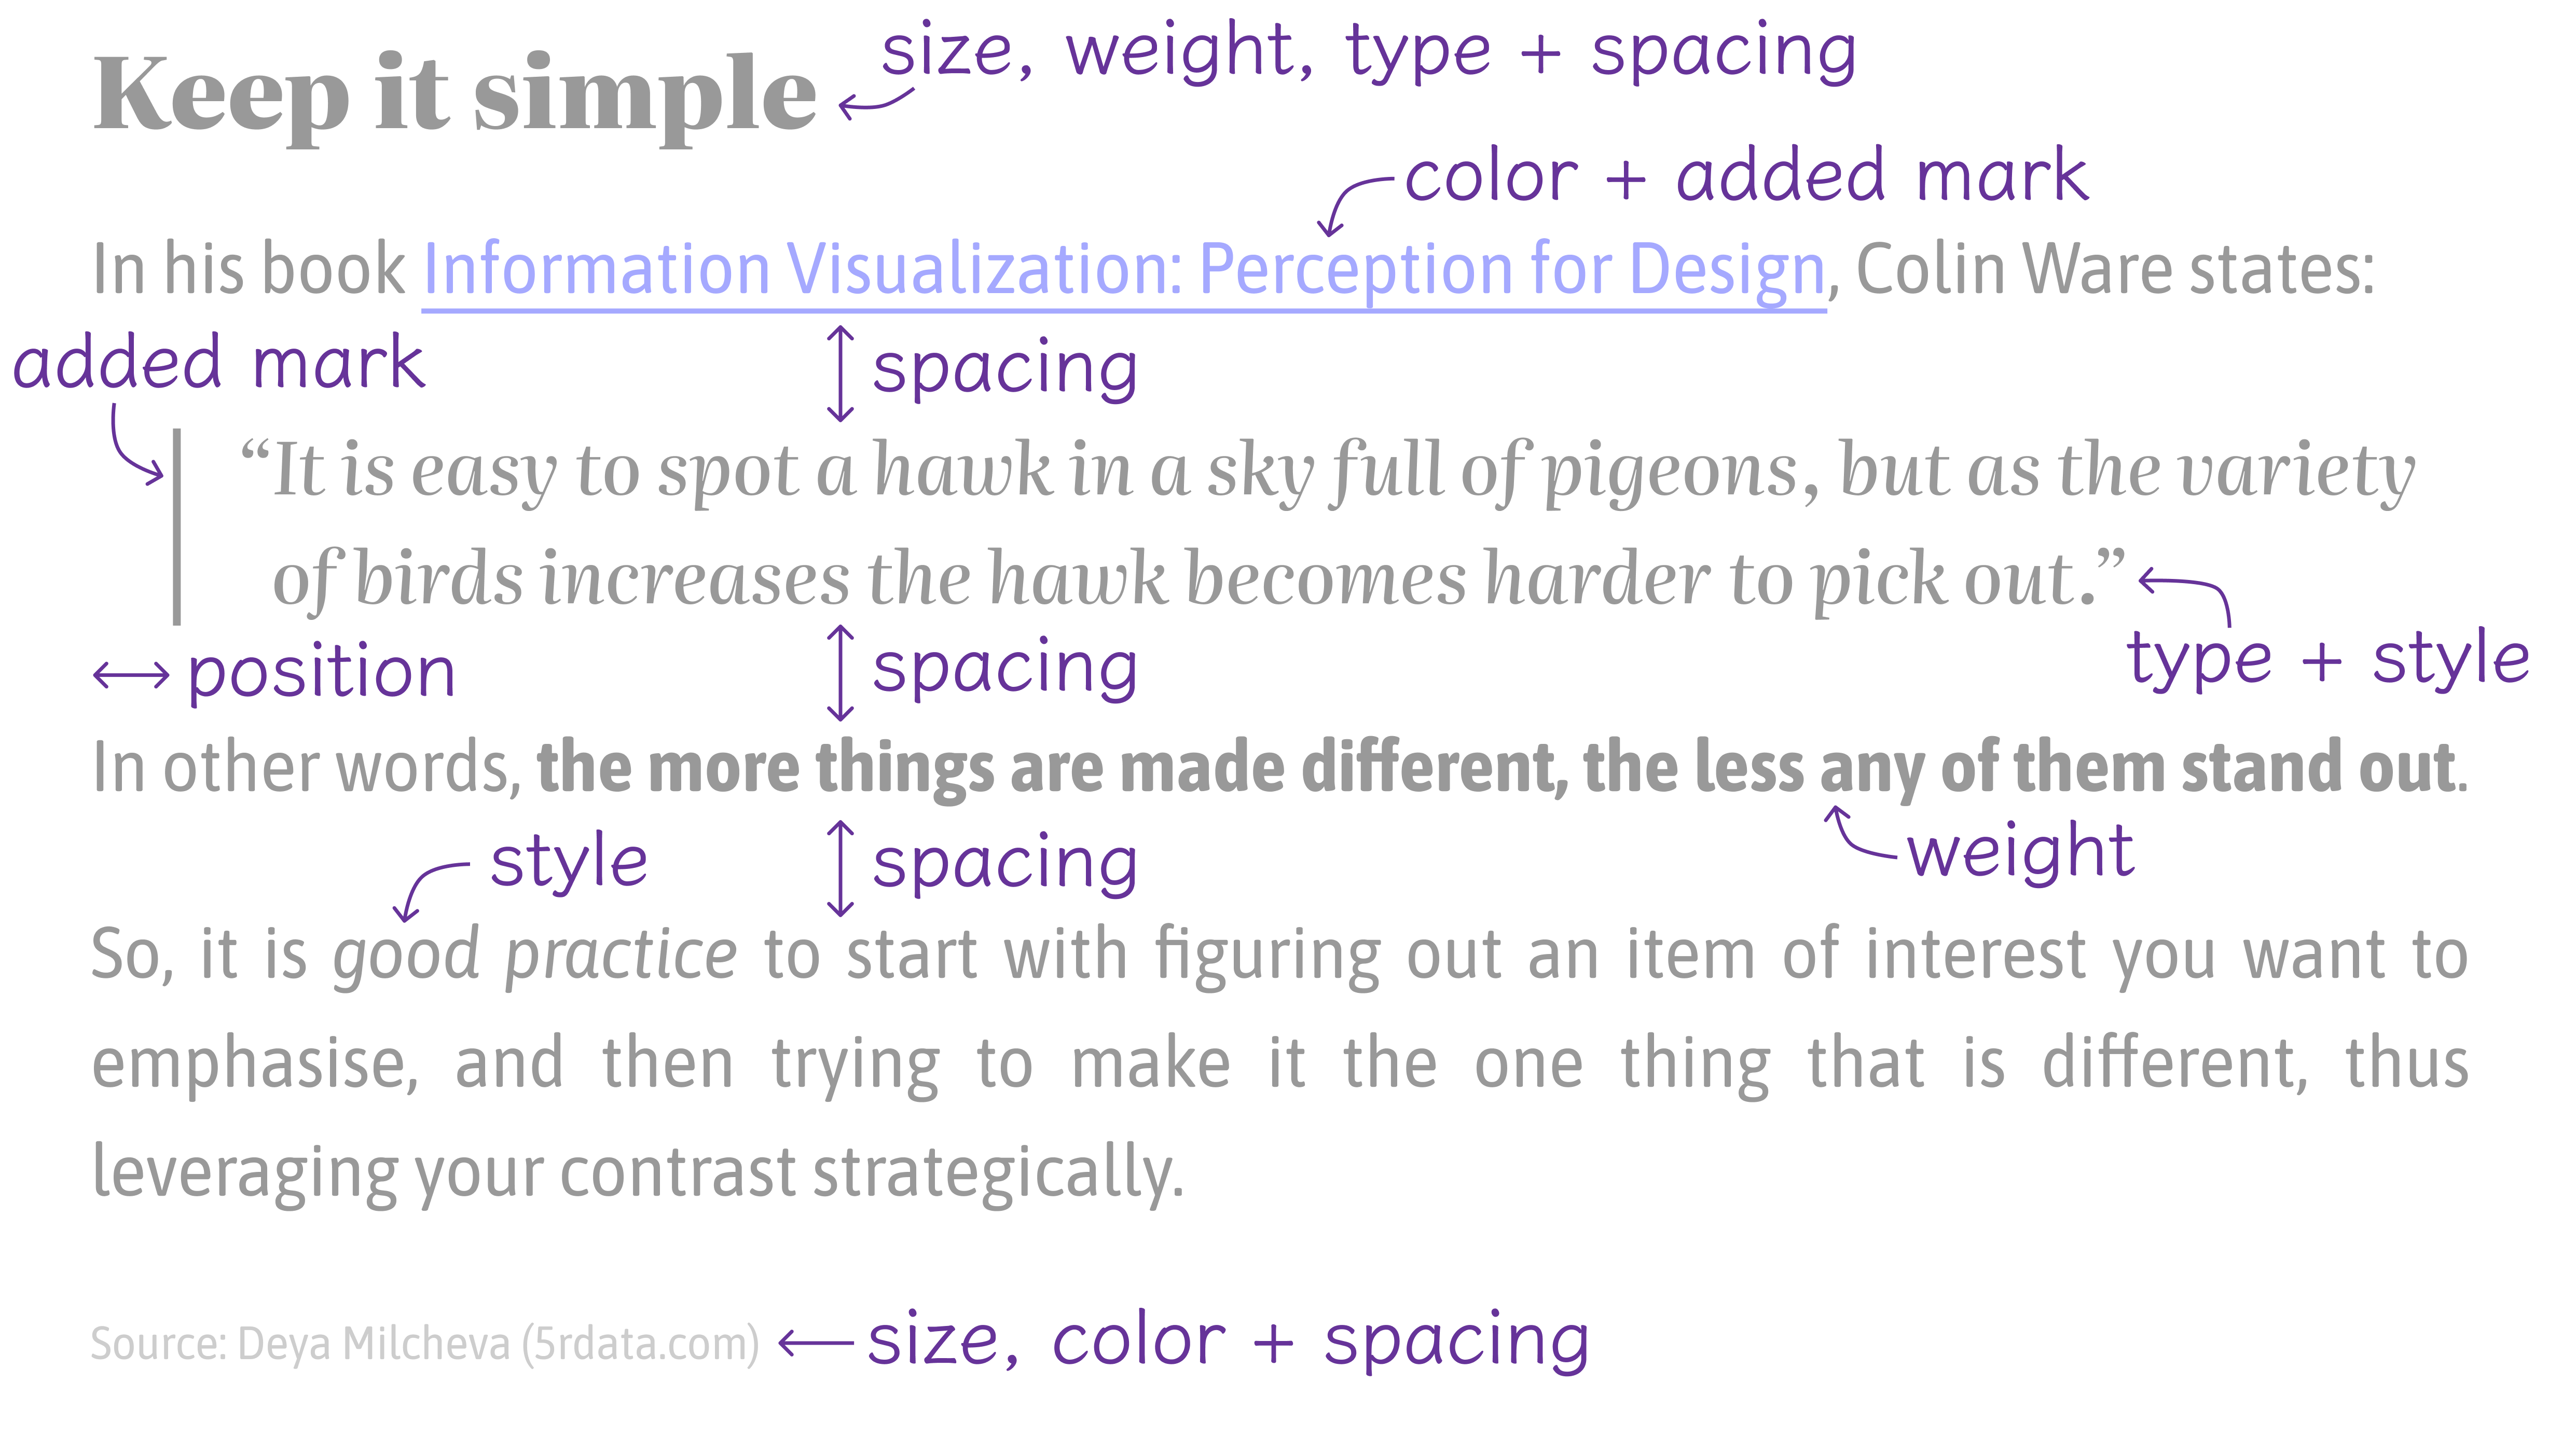 Keep it simple
size, weight, type + spacing
color + added mark
In his book Information Visualization: Perception for Design, Colin Ware states:
added mark
spacing
“It is easy to spot a hawk in a sky full of pigeons, but as the variety
of birds increases the hawk becomes harder to pick out.”
position
spacing
type + style
In other words, the more things are made different, the less any of them stand out.
style
spacing
weight
So, it is good practice to start with figuring out an item of interest you want to
emphasise, and then trying to make it the one thing that is different, thus
leveraging your contrast strategically.
Source: Deya Milcheva (5rdata.com)
size, color + spacing